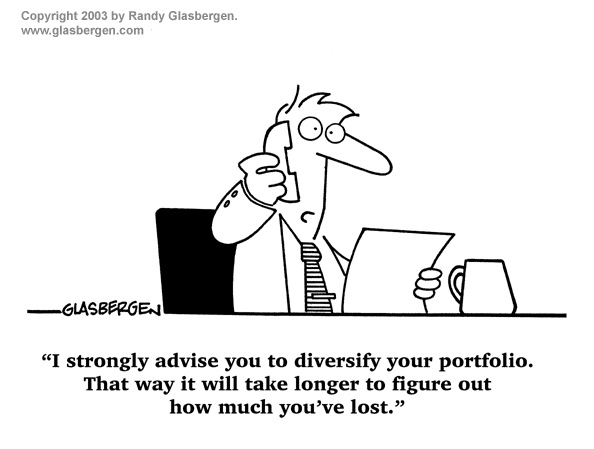 Copyright 2003 by Randy Glasbergen.
www.glasbergen.com
GLASBERGEN
“I strongly advise you to diversify your portfolio.
That way it will take longer to figure out
how much you’ve lost.”